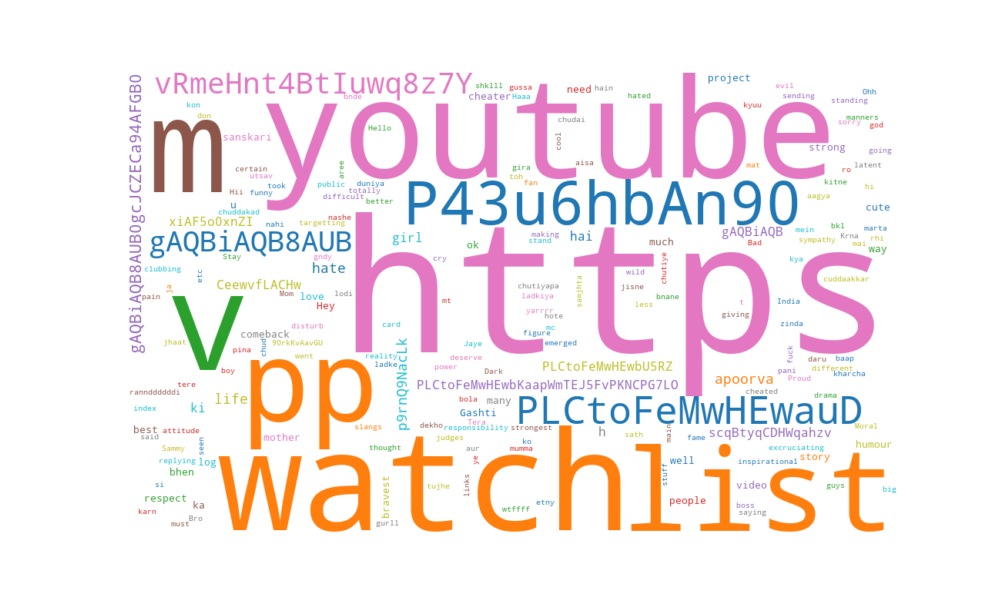 vRmeHnt4BtIuwq8z7Y
shklll
gussa
need
hain
hated
project
evil
Ohh
gAQBiAQB8AUB0gcJCZECa94AFGBO
bnde
cheater
Haaa
kyuu
sending
standing
kon
don
m
youtube
Hello
chudai
cool
manners
sorry
god
sanskari
strong
going
certain
utsav
aree
gira
aisa
mat
ro
latent
Hii
funny
took
public
duniya
totally
toh
fan
kitne
hi
u
difficult
better
P43u6hbAn90
aagya
cute
chuddakad
xiAF5oOxnZI
nahi
targetting
nashe
making
gAQBiAQB
mein
bkl
marta
gAQBiAQB8AUB
girl
ok
stand
hai
much
Bad
sympathy
Krna
mai
rhi
way
Stay
gndy
cry
https
clubbing
etc
hate
wild
chutiye
kya
cuddaakkar
pain
ja
CeewvfLACHw
Mom
lodi
chutiyapa
jisne
samjhta
v
love
Hey
mt
ladkiya
bnane
t
India
yarrrr
less
giving
zinda
card
hote
disturb
figure
mc
emerged
comeback
jhaat
chud
9OrkKvAavGU
Jaye
fuck
daru
baap
pina
went
reality
p9rnQ9NacLk
deserve
PLCtoFeMwHEwbU5RZ
pani
different
boy
pp
ladke
power
Dark
apoorva
Proud
kharcha
tere
PLCtoFeMwHEwbKaapWmTEJ5FvPKNCPG7LO
cheated
rannddddddi
life
bola
many
drama
index
ki
Gashti
PLCtoFeMwHEwauD
slangs
Tera
best
attitude
dekho
responsibility
strongest
h
main
fame
scqBtyqCDHWqahzv
Moral
said
seen
mother
judges
ko
sath
Sammy
thought
aur
mumma
excruciating
humour
replying
log
watchlist
ye
well
inspirational
story
bhen
stuff
si
links
tujhe
video
guys
big
respect
ka
bravest
etny
people
boss
karn
Bro
wtffff
saying
must
gurll